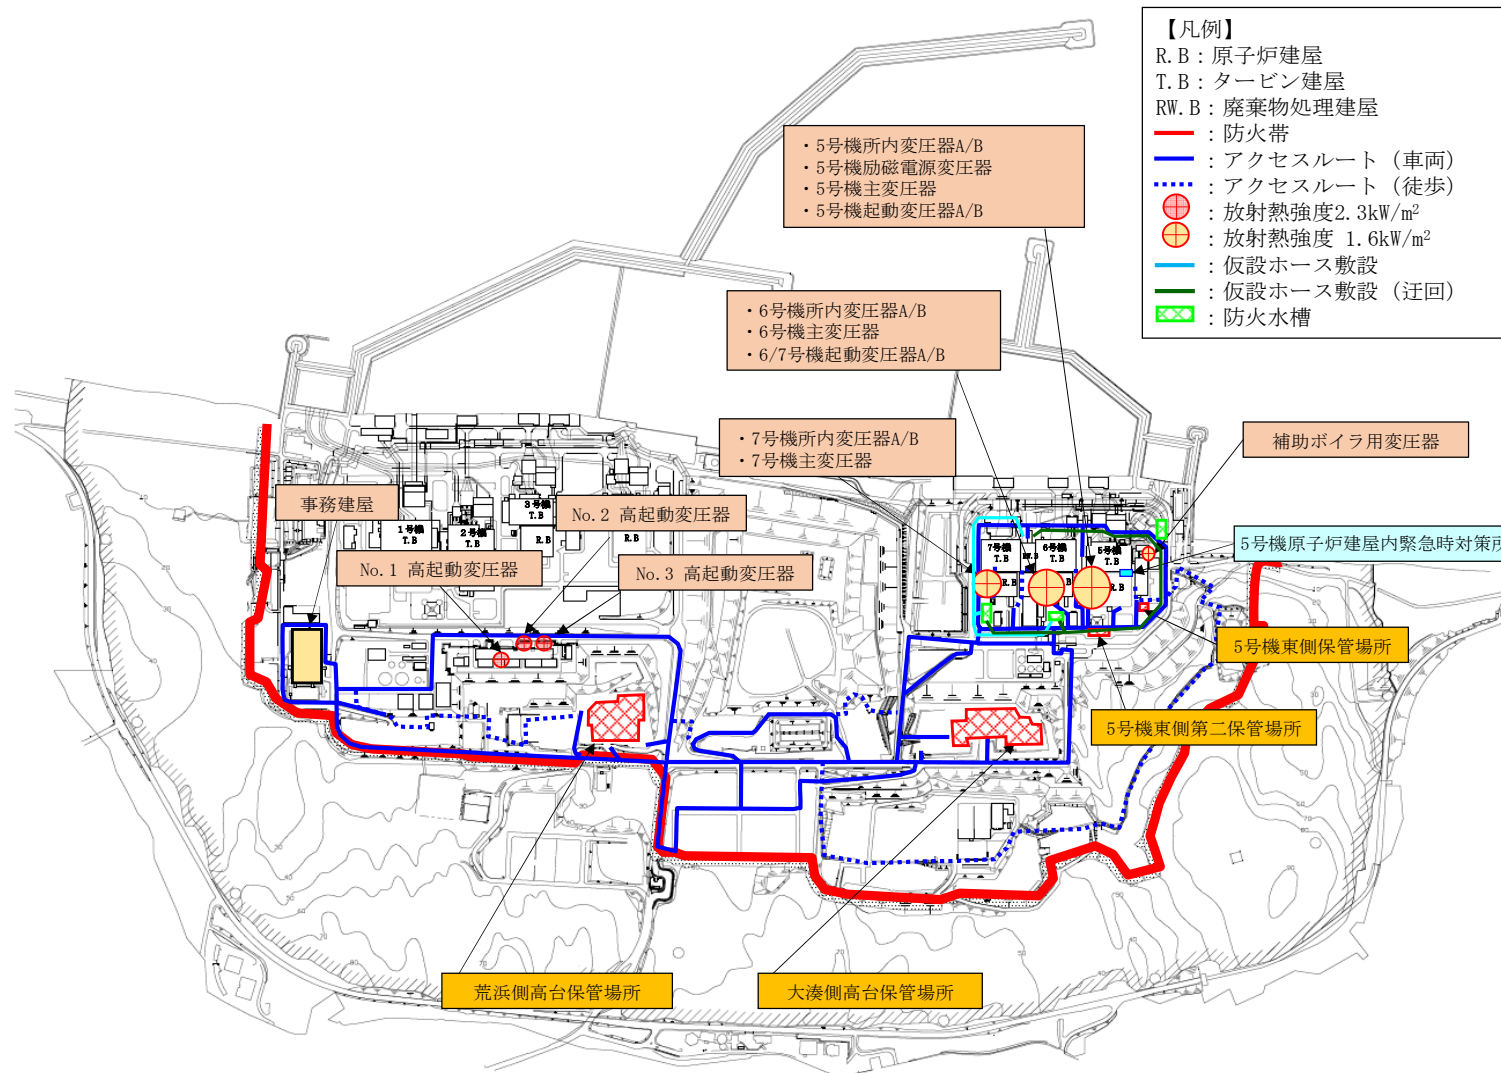 【凡例】
R.B：原子炉建屋
T.B：タービン建屋
RW.B：廃棄物処理建屋
：防火帯
：アクセスルート（車両）
：アクセスルート（徒歩）
：放射熱強度2.3kW/m²
：放射熱強度 1.6kW/m²
：仮設ホース敷設
：仮設ホース敷設（迂回）
：防火水槽
・5号機所内変圧器A/B
・5号機励磁電源変圧器
・5号機主変圧器
・5号機起動変圧器A/B
・6号機所内変圧器A/B
・6号機主変圧器
・6/7号機起動変圧器A/B
・7号機所内変圧器A/B
・7号機主変圧器
補助ボイラ用変圧器
事務建屋
No.2 高起動変圧器
No.1 高起動変圧器
No.3 高起動変圧器
5号機原子炉建屋内緊急時対策所
1号機
T.B
2号機
T.B
3号機
T.B
R.B
R.B
7号機
T.B
R.B
6号機
T.B
5号機
T.B
R.B
5号機東側保管場所
5号機東側第二保管場所
荒浜側高台保管場所
大湊側高台保管場所